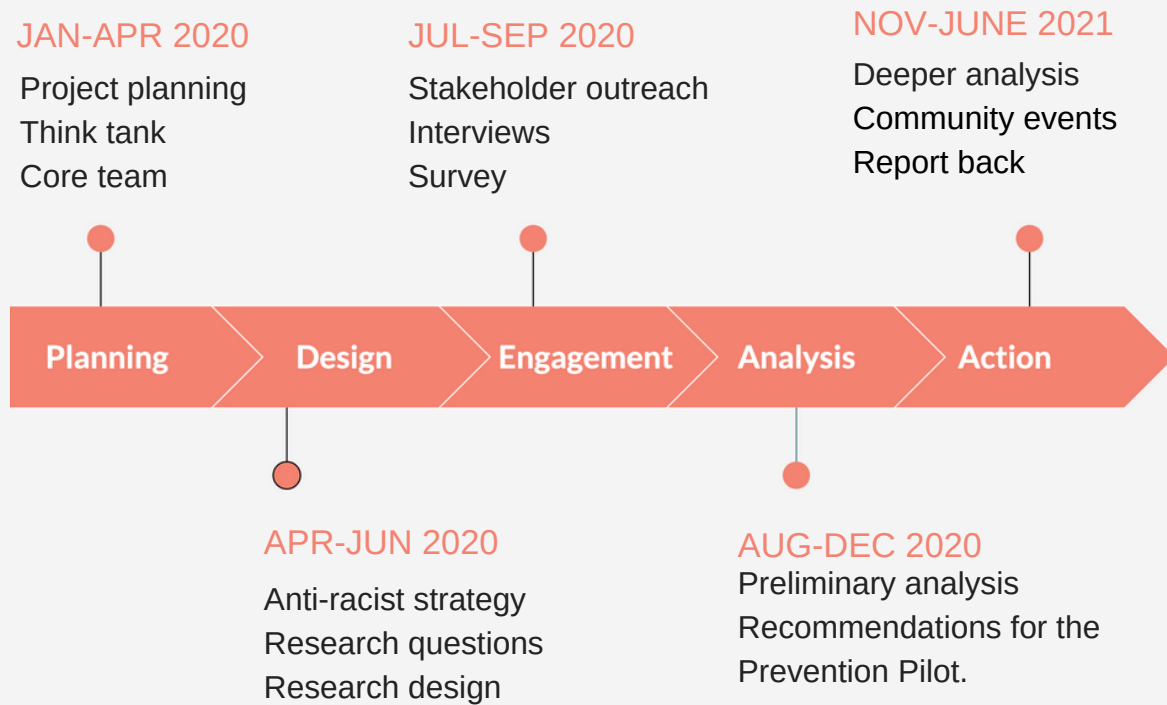 JAN-APR 2020
Project planning
Think tank
Core team
JUL-SEP 2020
Stakeholder outreach
Interviews
Survey
NOV-JUNE 2021
Deeper analysis
Community events
Report back
Planning
Design
Engagement
Analysis
Action
APR-JUN 2020
Anti-racist strategy
Research questions
Research design
AUG-DEC 2020
Preliminary analysis
Recommendations for the
Prevention Pilot.